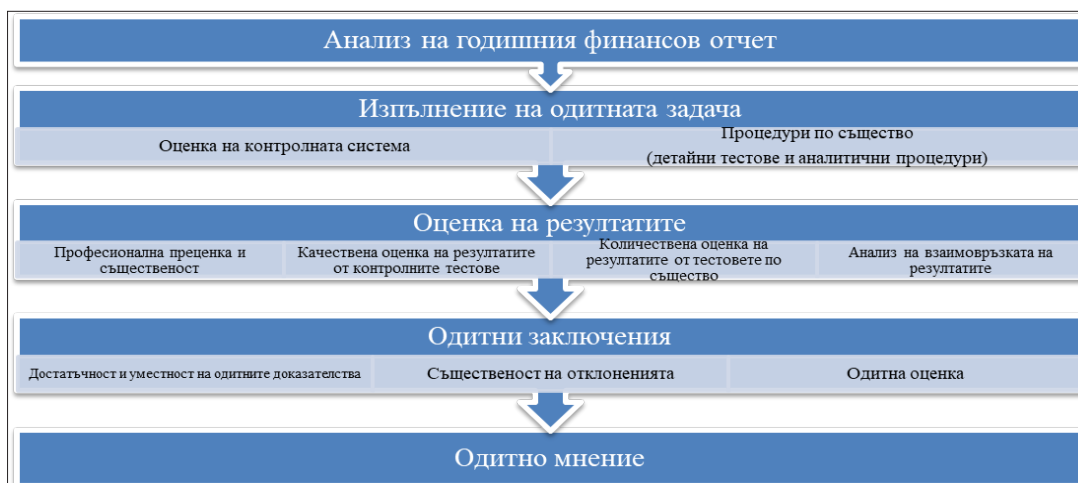 Анализ на годишния финансов отчет
Изпълнение на одитната задача
Оценка на контролната система
Процедури по същество
(детайни тестове и аналитични процедури)
Оценка на резултатите
Професионална преценка и
същественост
Качествена оценка на резултатите
от контролните тестове
Количествена оценка на
резултатите от тестовете по
същество
Анализ на взаимовръзката на
резултатите
Одитни заключения
Достатъчност и уместност на одитните доказателства
Същественост на отклоненията
Одитна оценка
Одитно мнение